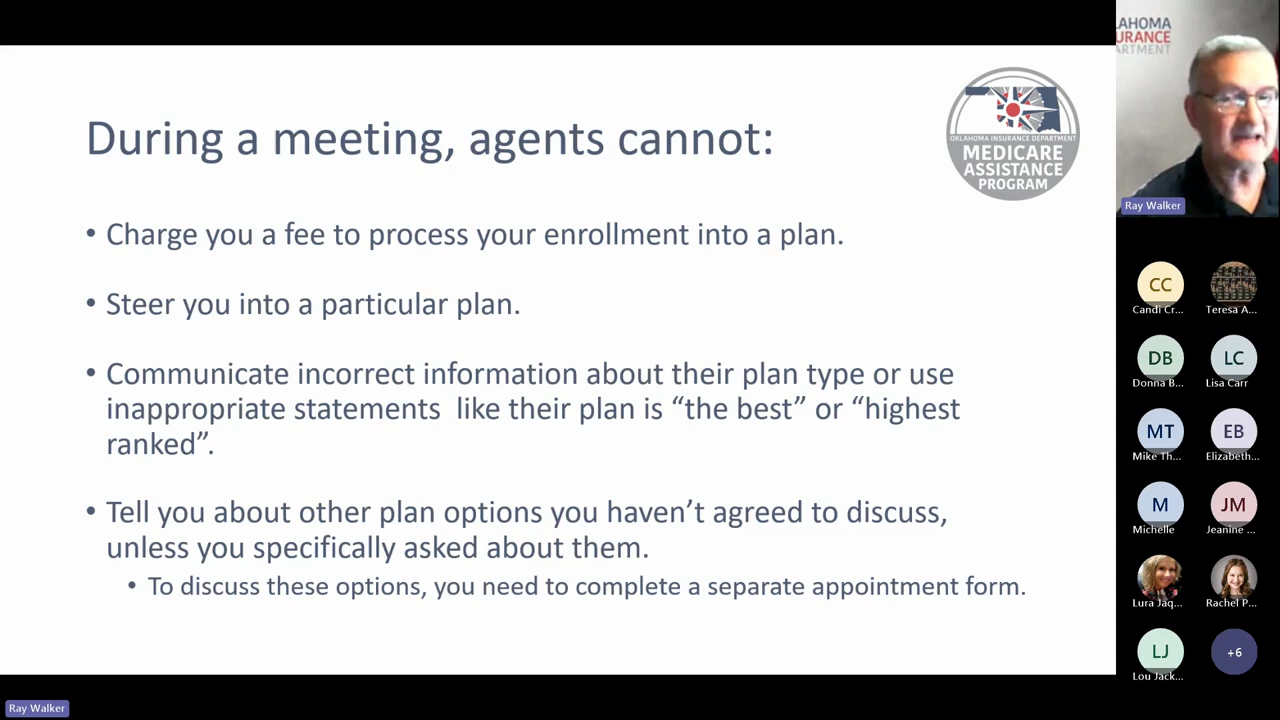 During a meeting, agents cannot:
OKLAHOMA INSURANCE DEPARTMENT
MEDICARE
ASSISTANCE
PROGRAM
• Charge you a fee to process your enrollment into a plan.
• Steer you into a particular plan.
• Communicate incorrect information about their plan type or use
inappropriate statements like their plan is “the best” or “highest
ranked”.
• Tell you about other plan options you haven’t agreed to discuss,
unless you specifically asked about them.
• To discuss these options, you need to complete a separate appointment form.
AHOMA
URANCE
ARTMENT
Ray Walker
CC
Candi Cr...
Teresa A...
DB
Donna B...
LC
Lisa Carr
MT
Mike Th...
EB
Elizabeth...
M
Michelle
JM
Jeanine ...
Lura Jaq...
Rachel P...
LJ
Lou Jack...
+6
Ray Walker